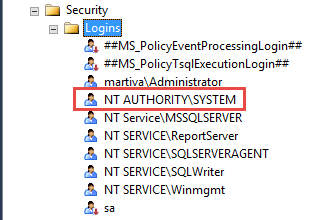 Security
Logins
##MS_PolicyEventProcessingLogin##
##MS_PolicyTsqlExecutionLogin##
martiva\Administrator
NT AUTHORITY\SYSTEM
NT Service\MSSQLSERVER
NT SERVICE\ReportServer
NT SERVICE\SQLSERVERAGENT
NT SERVICE\SQLWriter
NT SERVICE\Winmgmt
sa